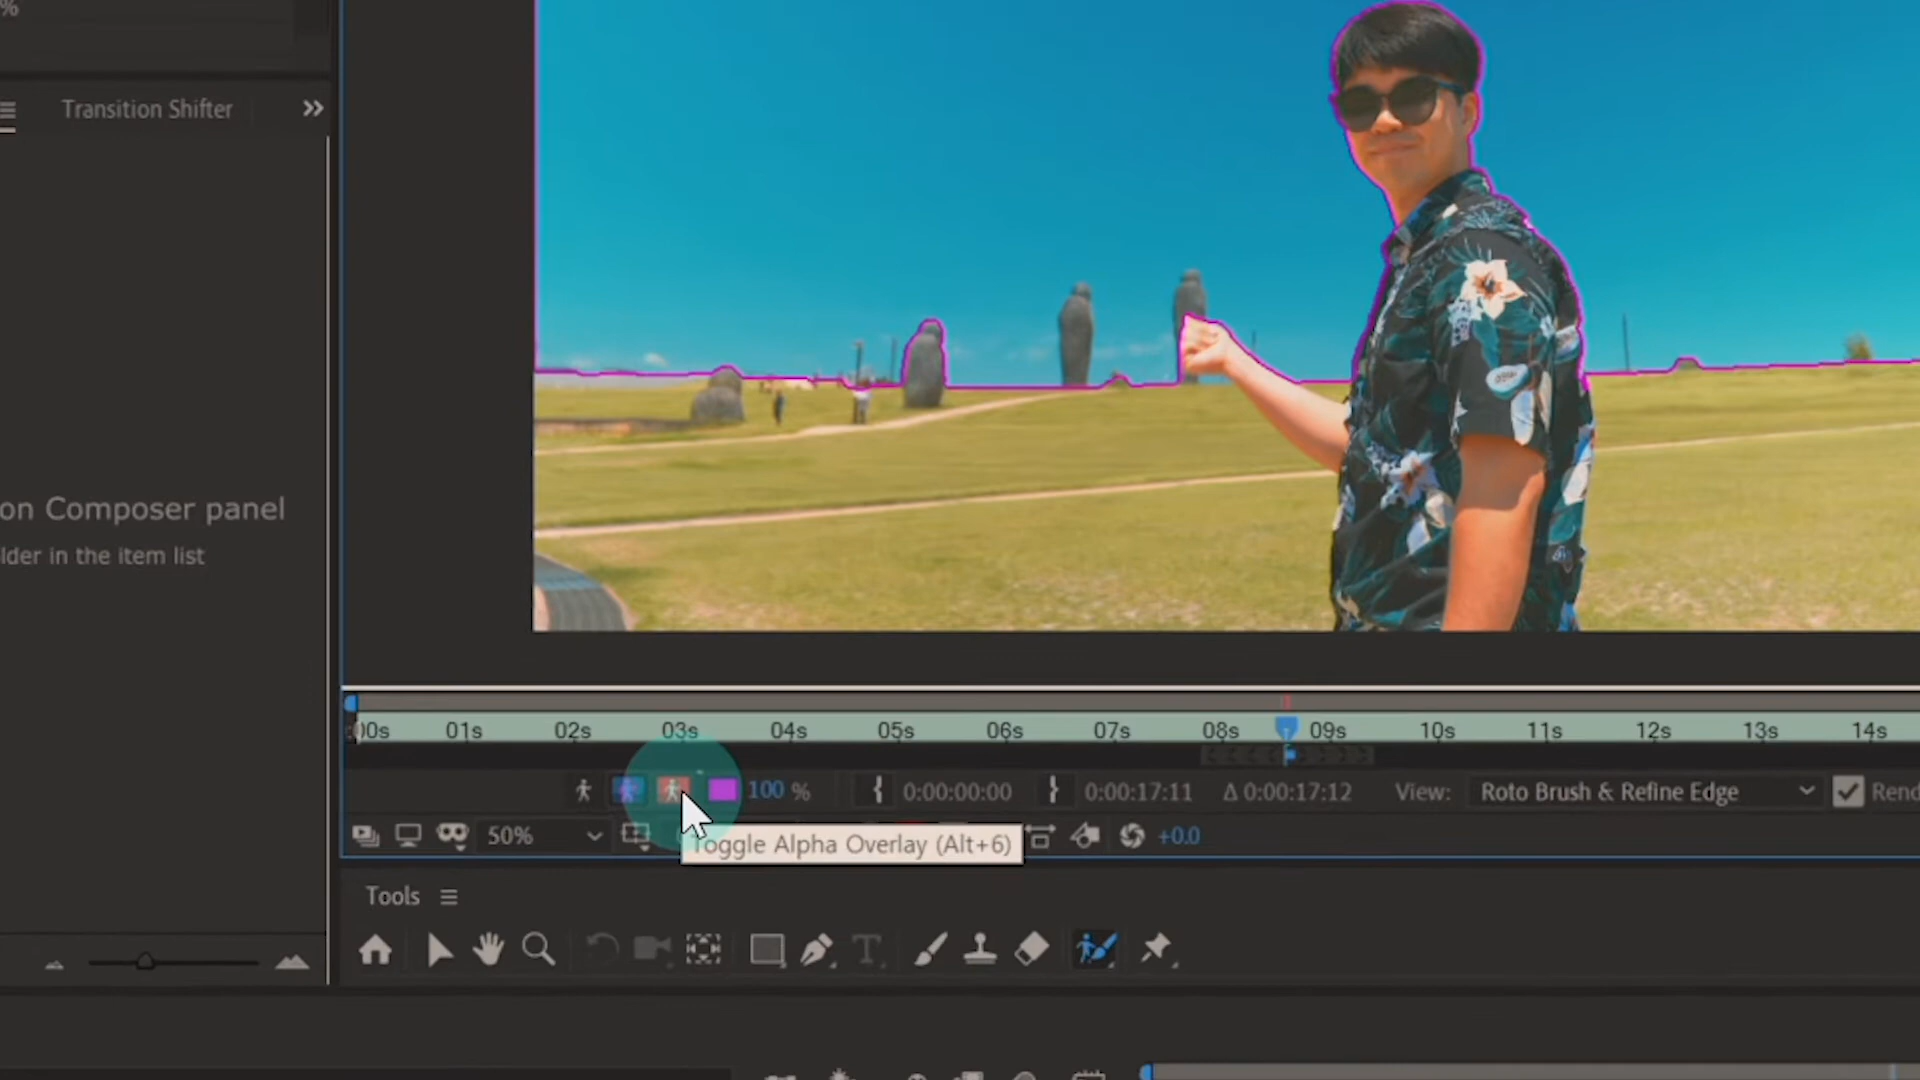 %
Transition Shifter
on Composer panel
lder in the item list
00s 01s 02s 03s 04s 05s 06s 07s 08s 09s 10s 11s 12s 13s 14s
100 % { 0:00:00:00 } 0:00:17:11 Δ 0:00:17:12 View: Roto Brush & Refine Edge Rend
50% +0.0
Toggle Alpha Overlay (Alt+6)
Tools
T